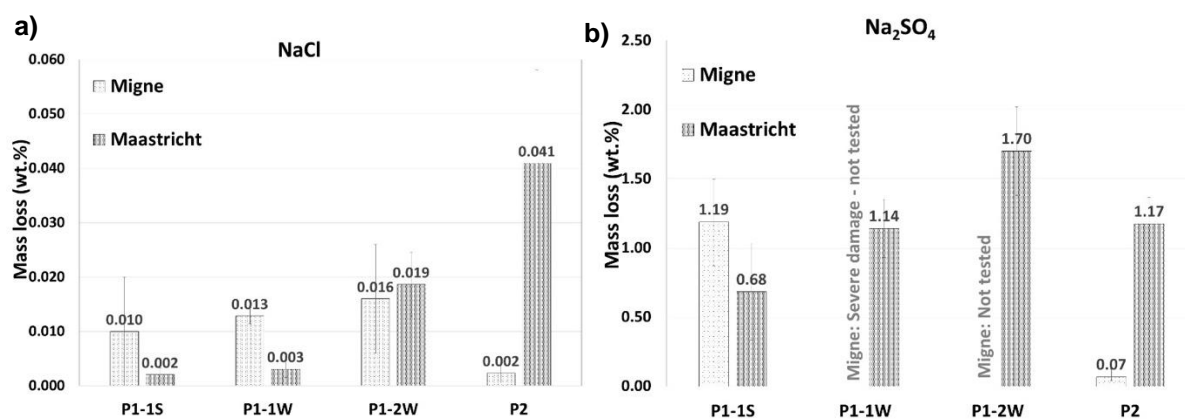 a)
NaCl
Mass loss (wt.%)
0.060
0.050
0.040
0.030
0.020
0.010
0.000
Migne
Maastricht
0.010
0.002
0.013
0.003
0.016
0.019
0.002
0.041
P1-1S
P1-1W
P1-2W
P2
b)
Na₂SO₄
Mass loss (wt.%)
2.50
2.00
1.50
1.00
0.50
0.00
Migne
Maastricht
1.19
0.68
Migne: Severe damage - not tested
1.14
Migne: Not tested
1.70
0.07
1.17
P1-1S
P1-1W
P1-2W
P2